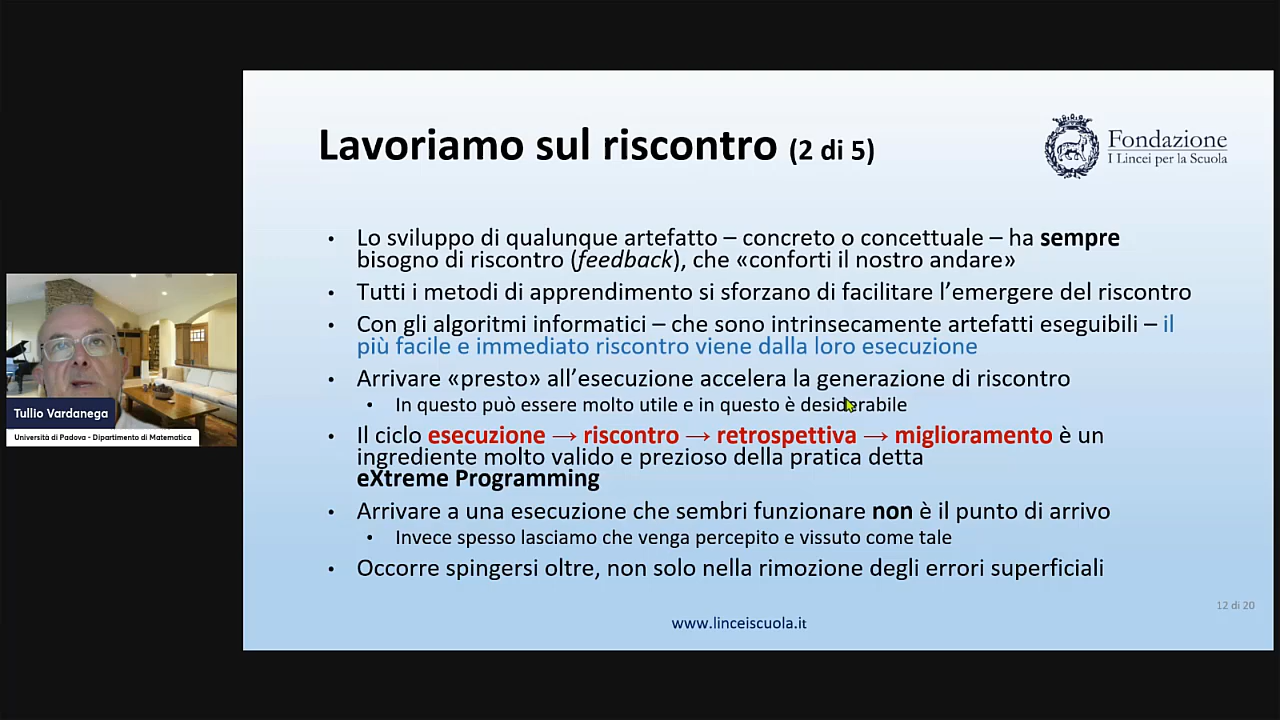 Lavoriamo sul riscontro (2 di 5)
Fondazione
I Lincei per la Scuola
• Lo sviluppo di qualunque artefatto – concreto o concettuale – ha sempre
bisogno di riscontro (feedback), che «conforti il nostro andare»
• Tutti i metodi di apprendimento si sforzano di facilitare l’emergere del riscontro
• Con gli algoritmi informatici – che sono intrinsecamente artefatti eseguibili – il
più facile e immediato riscontro viene dalla loro esecuzione
• Arrivare «presto» all’esecuzione accelera la generazione di riscontro
• In questo può essere molto utile e in questo è desiderabile
• Il ciclo esecuzione → riscontro → retrospettiva → miglioramento è un
ingrediente molto valido e prezioso della pratica detta
eXtreme Programming
• Arrivare a una esecuzione che sembri funzionare non è il punto di arrivo
• Invece spesso lasciamo che venga percepito e vissuto come tale
• Occorre spingersi oltre, non solo nella rimozione degli errori superficiali
12 di 20
www.linceiscuola.it
Tullio Vardanega
Università di Padova - Dipartimento di Matematica